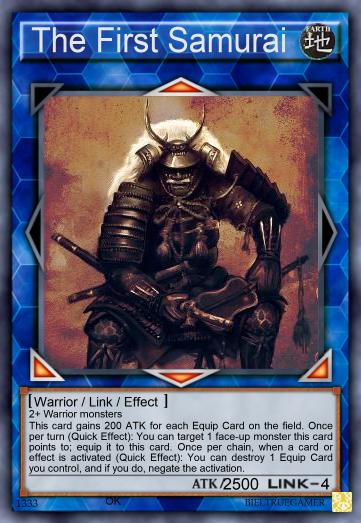 The First Samurai
EARTH
地
[ Warrior / Link / Effect ]
2+ Warrior monsters
This card gains 200 ATK for each Equip Card on the field. Once
per turn (Quick Effect): You can target 1 face-up monster this card
points to; equip it to this card. Once per chain, when a card or
effect is activated (Quick Effect): You can destroy 1 Equip Card
you control, and if you do, negate the activation.
ATK/2500 LINK-4
1333 OK BIELTRUEGAMER